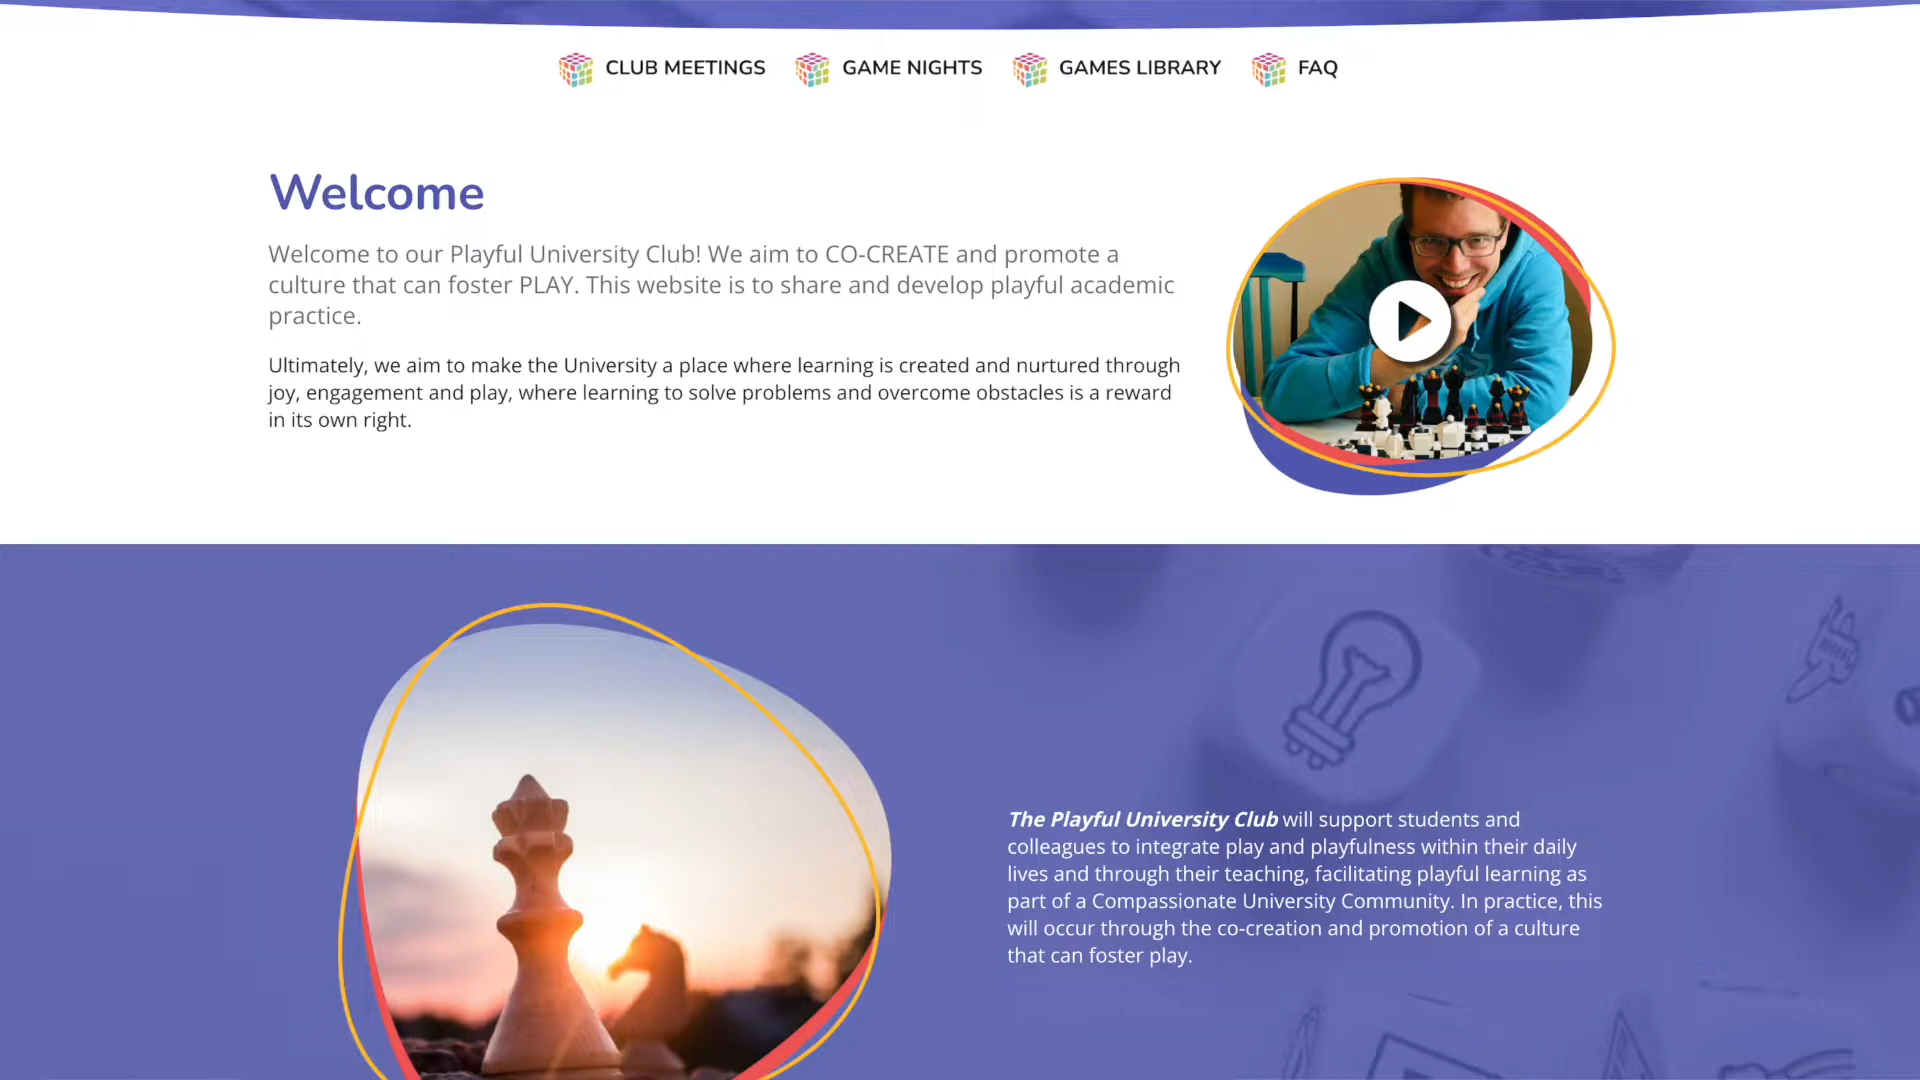 CLUB MEETINGS GAME NIGHTS GAMES LIBRARY FAQ
Welcome
Welcome to our Playful University Club! We aim to CO-CREATE and promote a
culture that can foster PLAY. This website is to share and develop playful academic
practice.
Ultimately, we aim to make the University a place where learning is created and nurtured through
joy, engagement and play, where learning to solve problems and overcome obstacles is a reward
in its own right.
The Playful University Club will support students and
colleagues to integrate play and playfulness within their daily
lives and through their teaching, facilitating playful learning as
part of a Compassionate University Community. In practice, this
will occur through the co-creation and promotion of a culture
that can foster play.